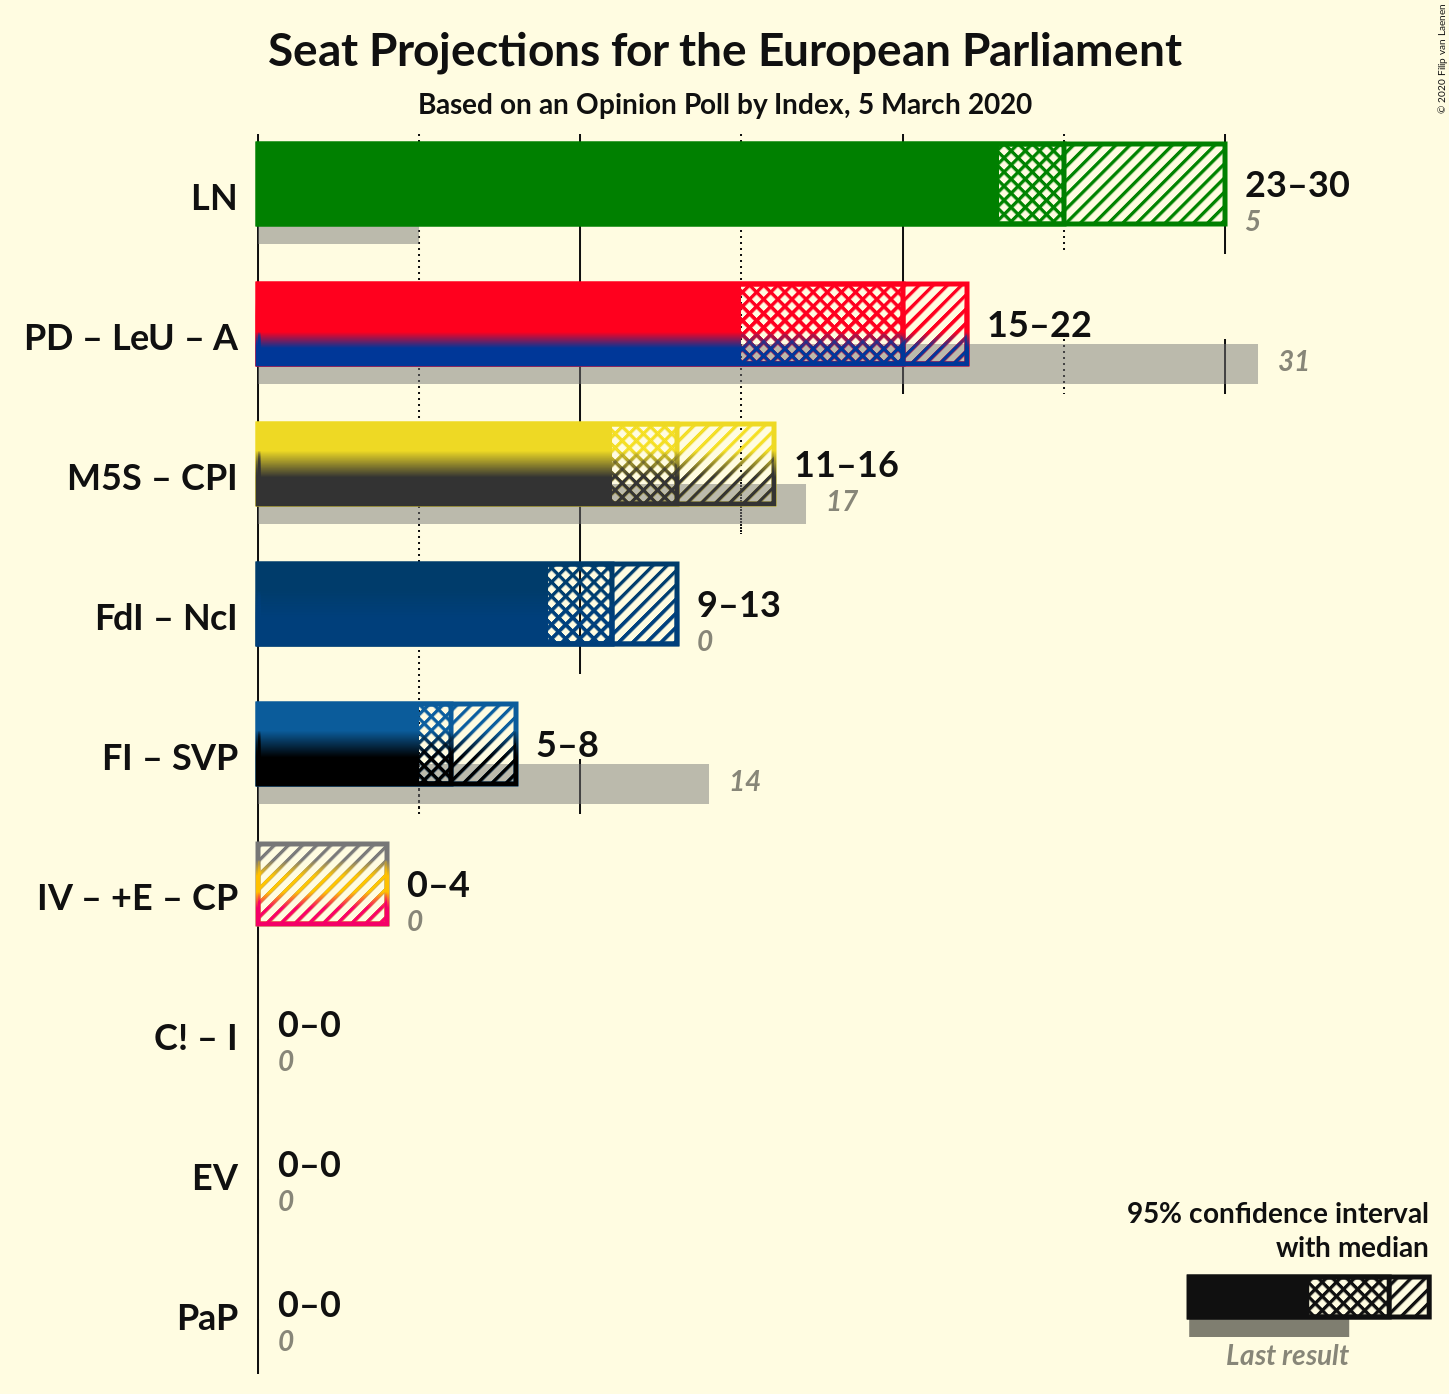 Seat Projections for the European Parliament
Based on an Opinion Poll by Index, 5 March 2020
© 2020 Filip van Laenen
LN
23–30
5
PD – LeU – A
15–22
31
M5S – CPI
11–16
17
FdI – NcI
9–13
0
FI – SVP
5–8
14
IV – +E – CP
0–4
0
C! – I
0–0
0
EV
0–0
0
PaP
0–0
0
95% confidence interval
with median
Last result